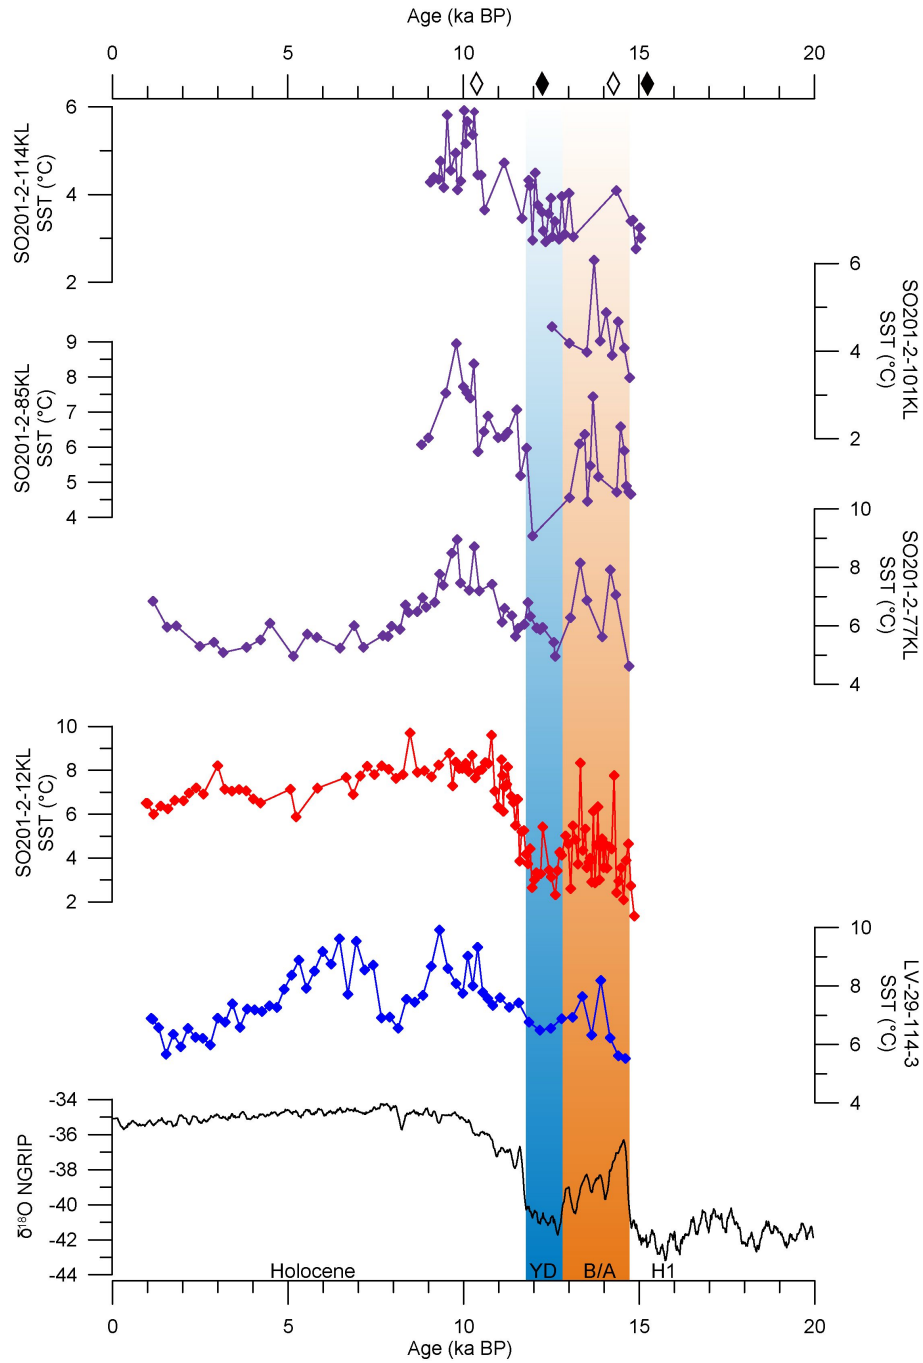 Age (ka BP)
0 5 10 15 20
SO201-2-114KL
SST (°C)
6
4
2
SO201-2-101KL
SST (°C)
6
4
2
SO201-2-85KL
SST (°C)
9
8
7
6
5
4
SO201-2-77KL
SST (°C)
10
8
6
4
SO201-2-12KL
SST (°C)
10
8
6
4
2
LV-29-114-3
SST (°C)
10
8
6
4
δ18O NGRIP
-34
-36
-38
-40
-42
-44
Holocene YD B/A H1
0 5 10 15 20
Age (ka BP)